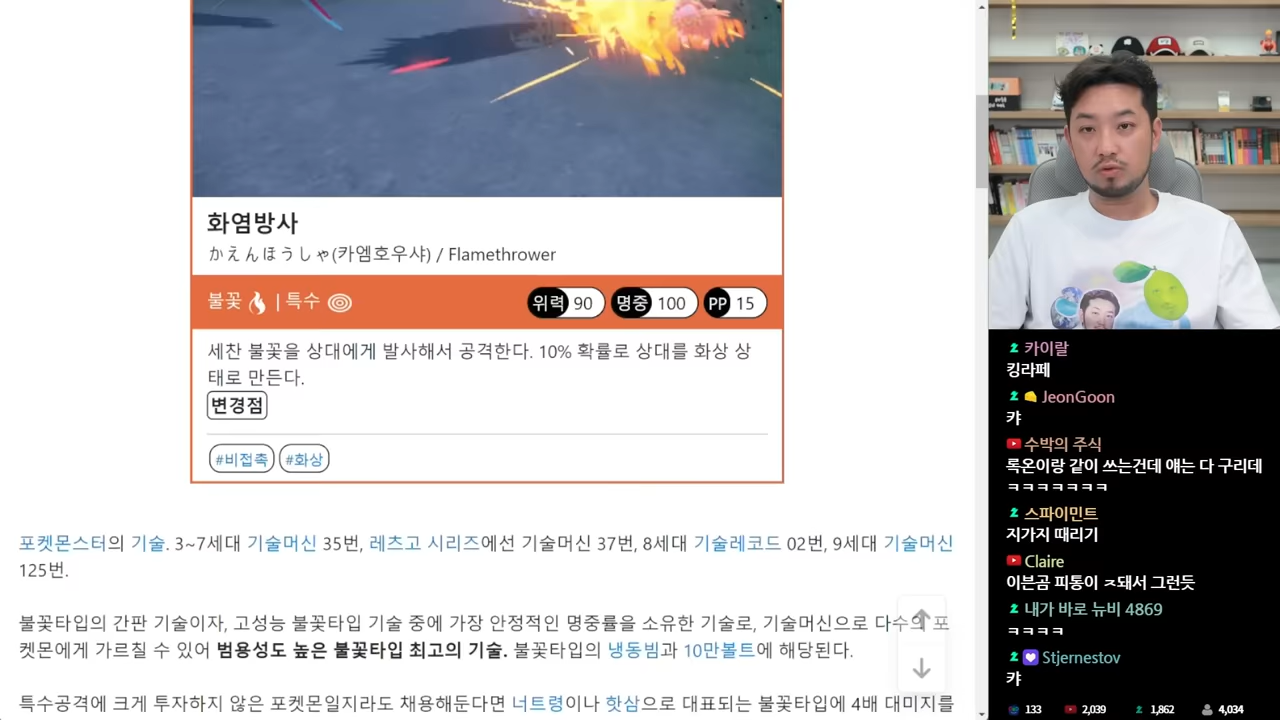 화염방사
かえんほうしゃ(카엠호우샤) / Flamethrower
불꽃 | 특수 위력 90 명중 100 PP 15
세찬 불꽃을 상대에게 발사해서 공격한다. 10% 확률로 상대를 화상 상
태로 만든다.
변경점
#비접촉 #화상
포켓몬스터의 기술. 3~7세대 기술머신 35번, 레츠고 시리즈에선 기술머신 37번, 8세대 기술레코드 02번, 9세대 기술머신
125번.
불꽃타입의 간판 기술이자, 고성능 불꽃타입 기술 중에 가장 안정적인 명중률을 소유한 기술로, 기술머신으로 다수의 포
켓몬에게 가르칠 수 있어 범용성도 높은 불꽃타입 최고의 기술. 불꽃타입의 냉동빔과 10만볼트에 해당된다.
특수공격에 크게 투자하지 않은 포켓몬일지라도 채용해둔다면 너트령이나 핫삼으로 대표되는 불꽃타입에 4배 대미지를
카이랄
킹라페
JeonGoon
캬
수박의 주식
록온이랑 같이 쓰는건데 얘는 다 구리데
ㅋㅋㅋㅋㅋㅋㅋ
스파이민트
지가가 때리기
Claire
이븐곰 피통이 ㅈ돼서 그런듯
내가 바로 뉴비 4869
ㅋㅋㅋㅋ
Stjernestov
캬
133 2,039 1,862 4,034